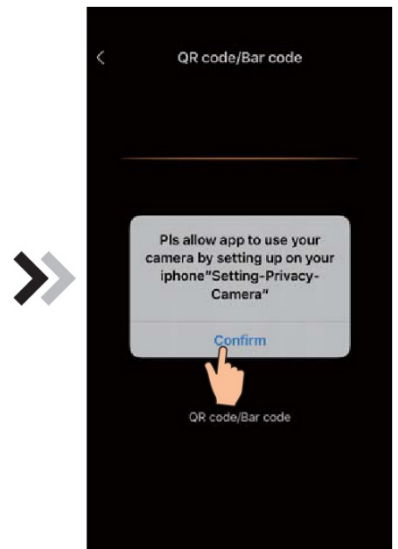 QR code/Bar code
Pls allow app to use your
camera by setting up on your
iphone"Setting-Privacy-
Camera"
Confirm
QR code/Bar code